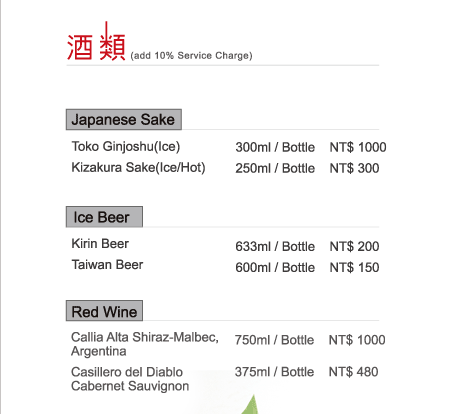 酒類 (add 10% Service Charge)
Japanese Sake
Toko Ginjoshu(Ice) 300ml / Bottle NT$ 1000
Kizakura Sake(Ice/Hot) 250ml / Bottle NT$ 300
Ice Beer
Kirin Beer 633ml / Bottle NT$ 200
Taiwan Beer 600ml / Bottle NT$ 150
Red Wine
Callia Alta Shiraz-Malbec, 750ml / Bottle NT$ 1000
Argentina
Casillero del Diablo 375ml / Bottle NT$ 480
Cabernet Sauvignon